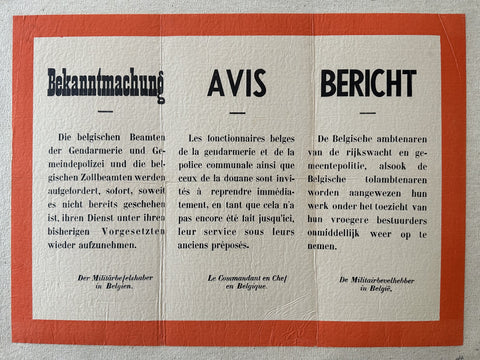 Bekanntmachung
Die belgischen Beamten
der Gendarmerie und Ge-
meindepolizei und die bel-
gischen Zollbeamten werden
aufgefordert, sofort, soweit
es nicht bereits geschehen
ist, ihren Dienst unter ihren
bisherigen Vorgesetzten
wieder aufzunehmen.
Der Militärbefelshaber
in Belgien.
AVIS
Les fonctionnaires belges
de la gendarmerie et de la
police communale ainsi que
ceux de la douane sont invi-
tés à reprendre immédia-
tement, en tant que cela n'a
pas encore été fait jusqu'ici,
leur service sous leurs
anciens préposés.
Le Commandant en Chef
en Belgique.
BERICHT
De Belgische ambtenaren
van de rijkswacht en ge-
meentepolitie, alsook de
Belgische tolambtenaren
worden aangewezen hun
werk onder het toezicht van
hun vroegere bestuurders
onmiddellijk weer op te
nemen.
De Militairbevelhebber
in België.